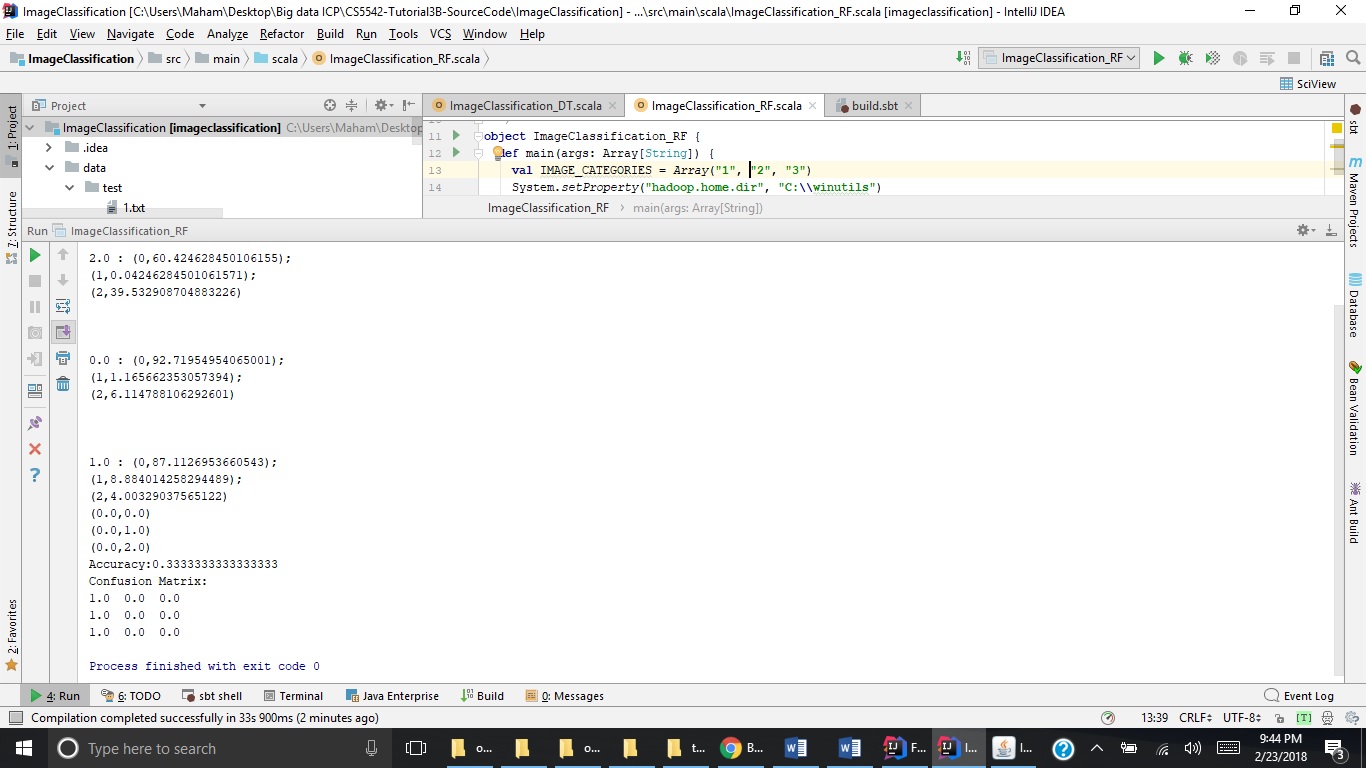 ImageClassification [C:\Users\Maham\Desktop\Big data ICP\CS5542-Tutorial3B-SourceCode\ImageClassification] - ...\src\main\scala\ImageClassification_RF.scala [imageclassification] - IntelliJ IDEA
File Edit View Navigate Code Analyze Refactor Build Run Tools VCS Window Help
ImageClassification src main scala ImageClassification_RF.scala ImageClassification_RF
SciView
Project ImageClassification_DT.scala ImageClassification_RF.scala build.sbt
ImageClassification [imageclassification] C:\Users\Maham\Desktop
.idea
data
test
1.txt
11 object ImageClassification_RF {
12 ef main(args: Array[String]) {
13 val IMAGE_CATEGORIES = Array("1", "2", "3")
14 System.setProperty("hadoop.home.dir", "C:\\winutils")
ImageClassification_RF main(args: Array[String])
Run ImageClassification_RF
2.0 : (0,60.424628450106155);
(1,0.04246284501061571);
(2,39.532908704883226)
0.0 : (0,92.71954954065001);
(1,1.165662353057394);
(2,6.114788106292601)
1.0 : (0,87.1126953660543);
(1,8.884014258294489);
(2,4.00329037565122)
(0.0,0.0)
(0.0,1.0)
(0.0,2.0)
Accuracy:0.3333333333333333
Confusion Matrix:
1.0 0.0 0.0
1.0 0.0 0.0
1.0 0.0 0.0
Process finished with exit code 0
1: Project
7: Structure
2: Favorites
sbt
Maven Projects
Database
Bean Validation
Ant Build
4: Run 6: TODO sbt shell Terminal Java Enterprise Build 0: Messages Event Log
Compilation completed successfully in 33s 900ms (2 minutes ago) 13:39 CRLF UTF-8 [T]
Type here to search o... o... t... B... F... I... I... 9:44 PM
2/23/2018
3